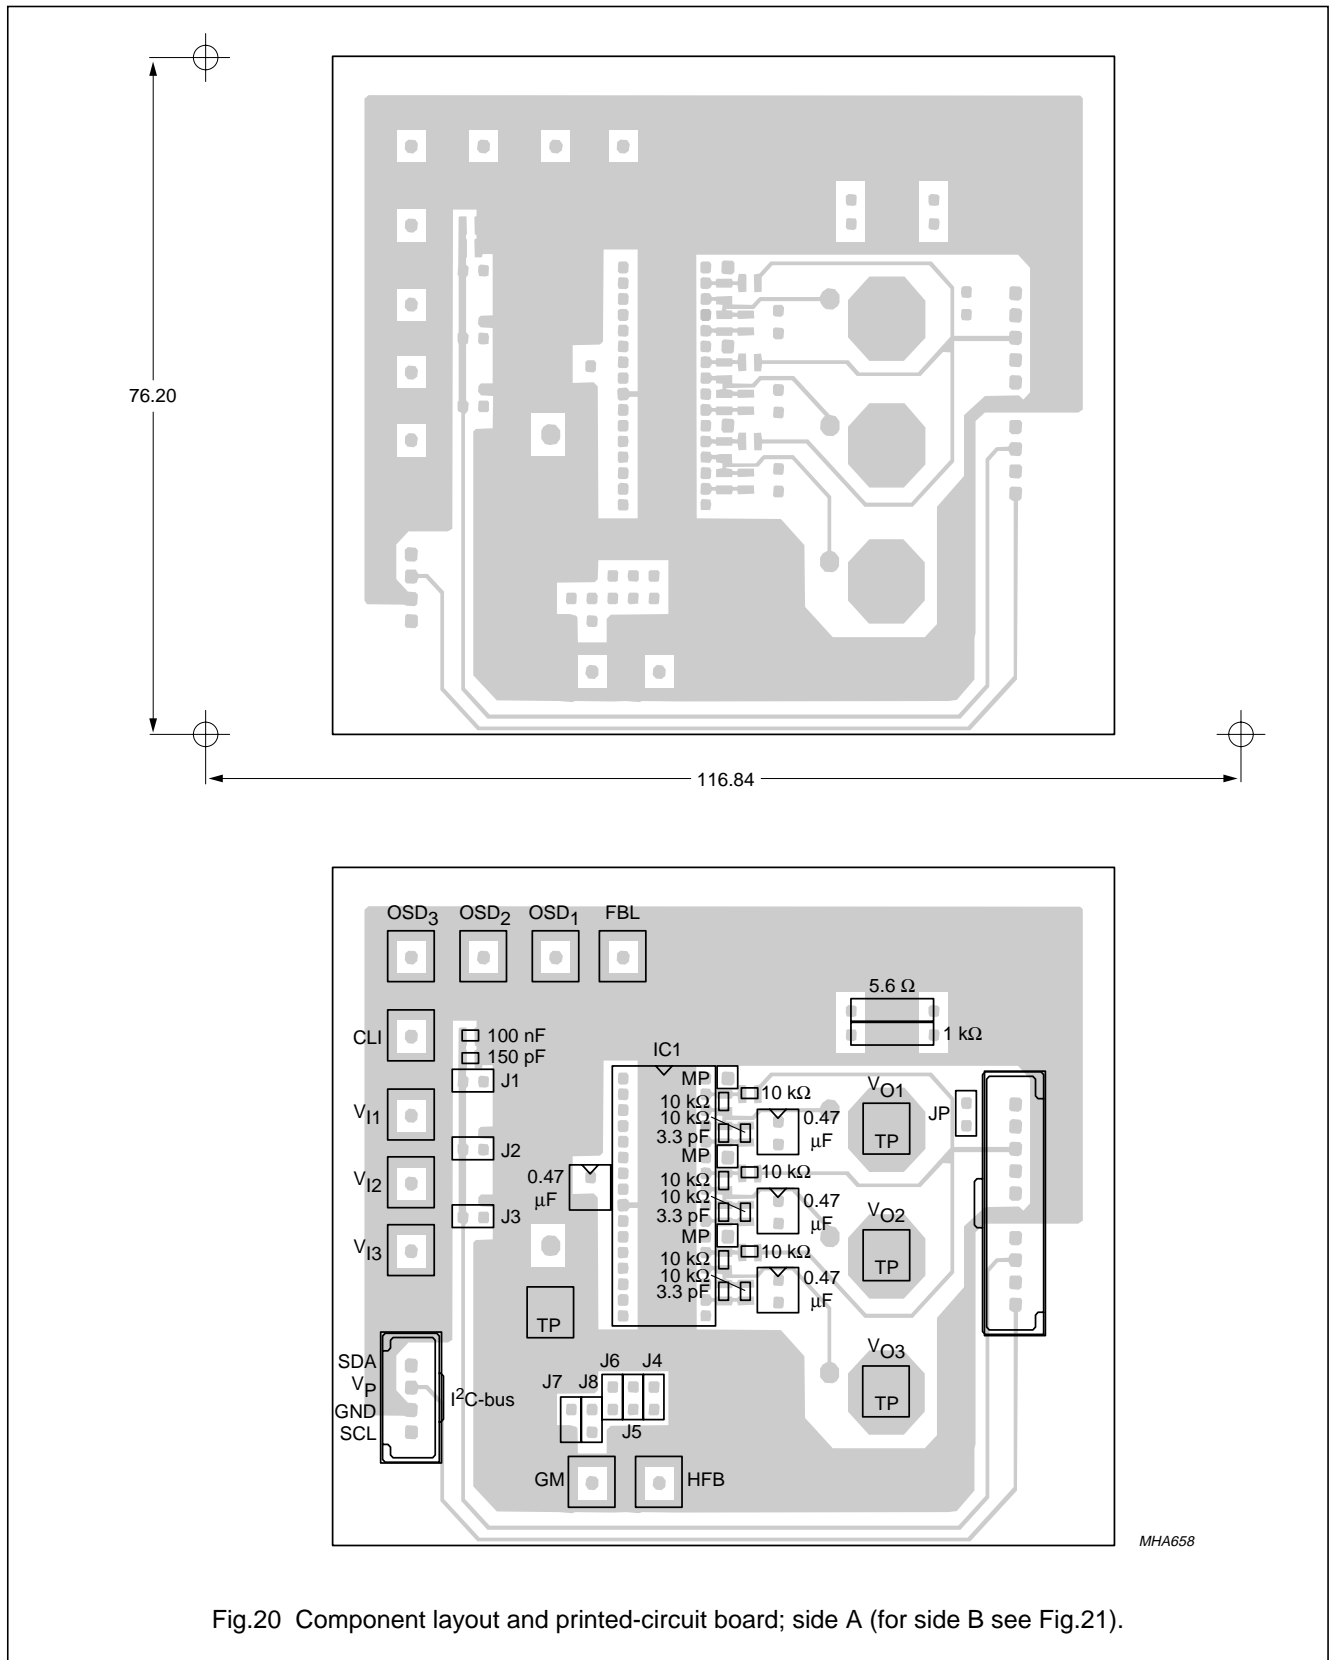 76.20
116.84
OSD3 OSD2 OSD1 FBL
5.6 Ω
CLI
100 nF
1 kΩ
150 pF
IC1
J1
MP
VO1
10 kΩ
10 kΩ
VI1
10 kΩ
0.47
JP
3.3 pF
μF
TP
J2
MP
0.47
μF
10 kΩ
VI2
10 kΩ
10 kΩ
0.47
J3
3.3 pF
μF
VO2
VI3
MP
10 kΩ
10 kΩ
TP
10 kΩ
0.47
3.3 pF
μF
TP
VO3
SDA
J6 J4
VP
J7 J8
I2C-bus
TP
GND
SCL
J5
GM
HFB
MHA658
Fig.20 Component layout and printed-circuit board; side A (for side B see Fig.21).